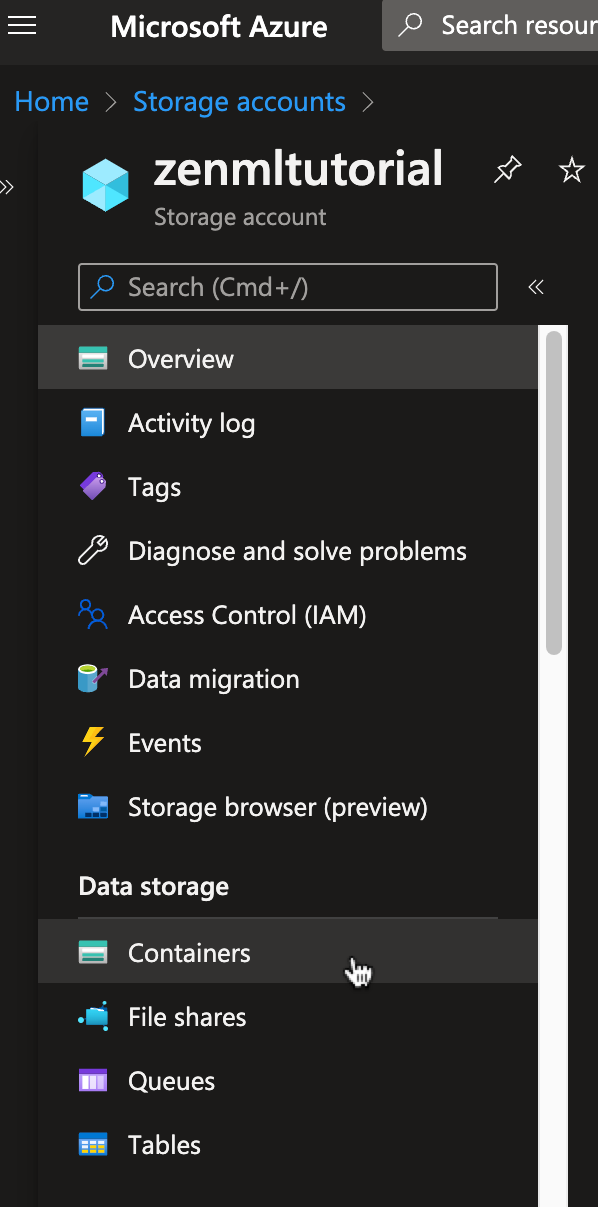 Microsoft Azure
Search resour
Home > Storage accounts >
zenmltutorial
Storage account
Search (Cmd+/)
Overview
Activity log
Tags
Diagnose and solve problems
Access Control (IAM)
Data migration
Events
Storage browser (preview)
Data storage
Containers
File shares
Queues
Tables